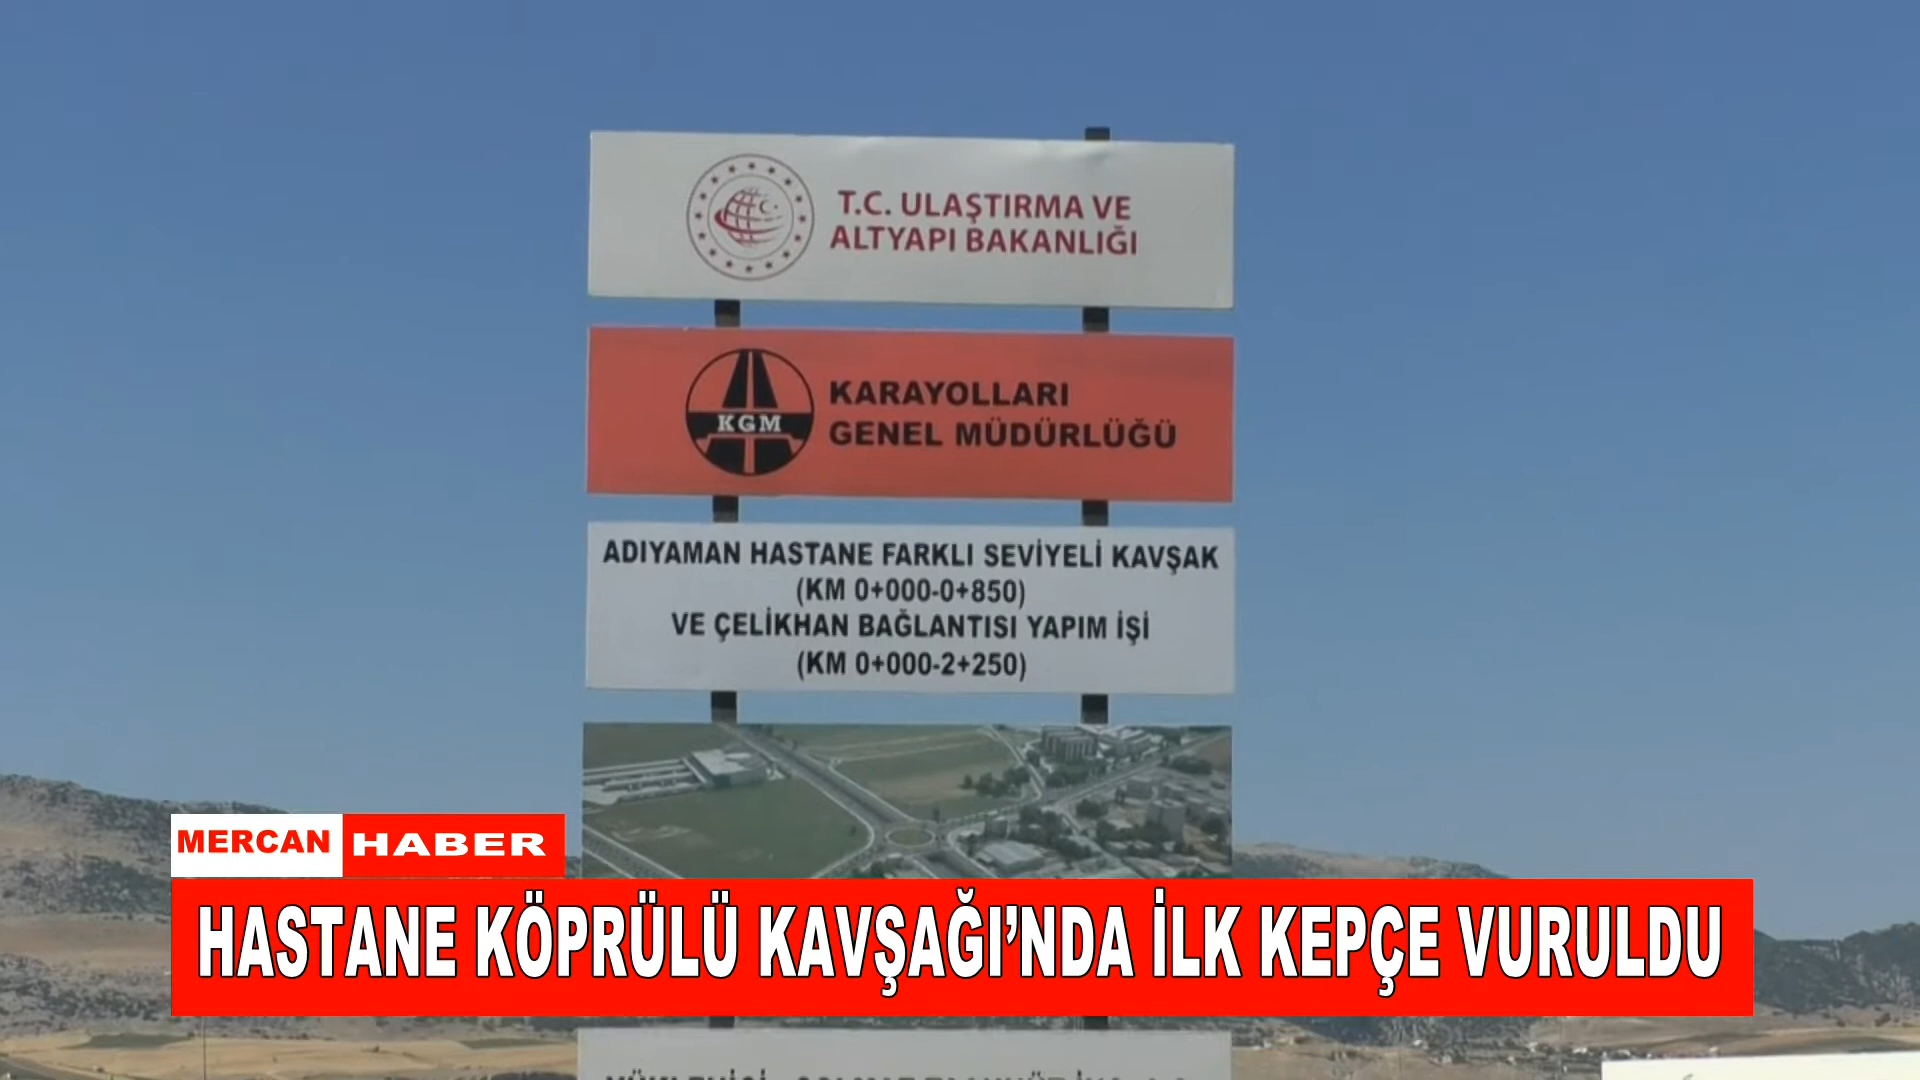 T.C. ULAŞTIRMA VE
ALTYAPI BAKANLIĞI
KGM
KARAYOLLARI
GENEL MÜDÜRLÜĞÜ
ADIYAMAN HASTANE FARKLI SEVİYELİ KAVŞAK
(KM 0+000-0+850)
VE ÇELİKHAN BAĞLANTISI YAPIM İŞİ
(KM 0+000-2+250)
MERCAN HABER
HASTANE KÖPRÜLÜ KAVŞAĞI’NDA İLK KEPÇE VURULDU